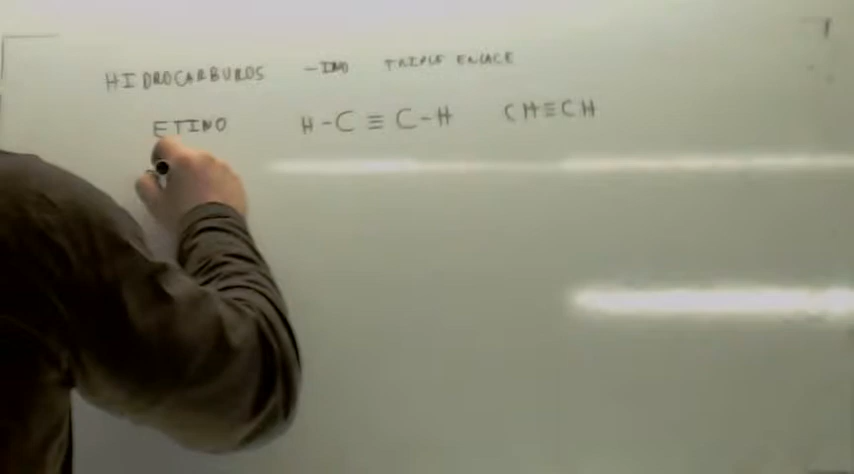 HIDROCARBUROS -INO TRIPLE ENLACE
ETINO H-C≡C-H CH≡CH